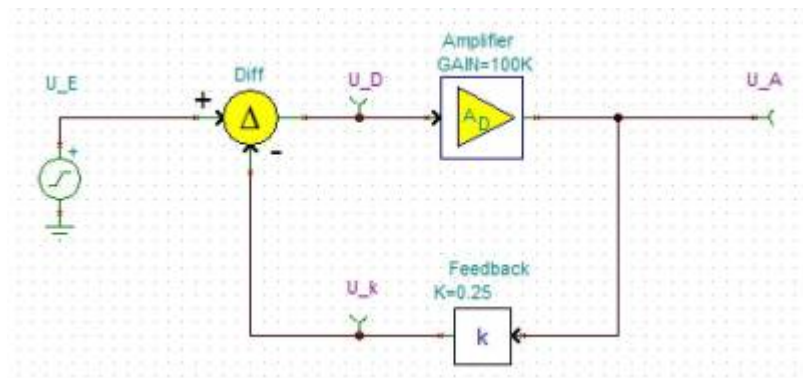 Amplifier
GAIN=100K
U_E
Diff
U_D
U_A
+
Δ
A_D
+
-
Feedback
K=0.25
U_k
k